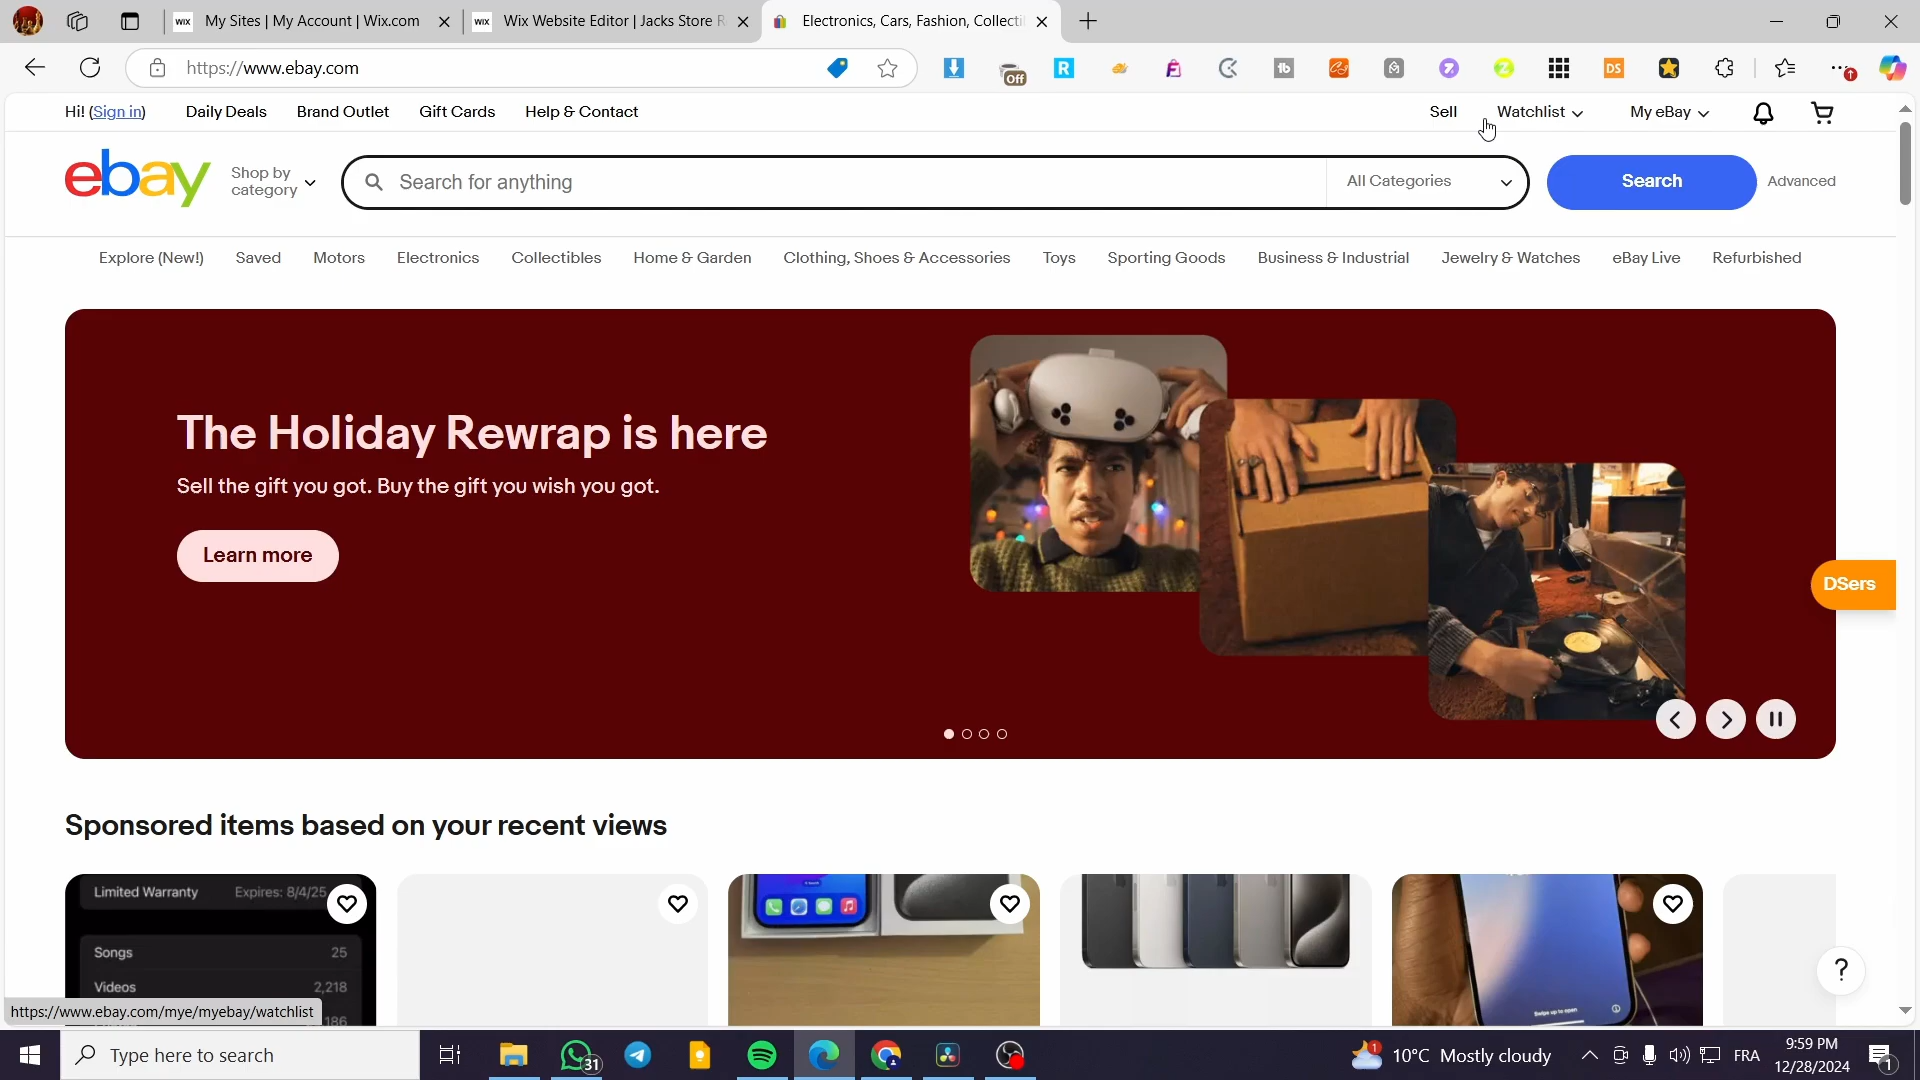 My Sites | My Account | Wix.com
Wix Website Editor | Jacks Store
Electronics, Cars, Fashion, Collecti
https://www.ebay.com
Off
Hi! (Sign in)
Daily Deals
Brand Outlet
Gift Cards
Help & Contact
Sell
Watchlist
My eBay
ebay
Shop by
category
Search for anything
All Categories
Search
Advanced
Explore (New!)
Saved
Motors
Electronics
Collectibles
Home & Garden
Clothing, Shoes & Accessories
Toys
Sporting Goods
Business & Industrial
Jewelry & Watches
eBay Live
Refurbished
The Holiday Rewrap is here
Sell the gift you got. Buy the gift you wish you got.
Learn more
DSers
Sponsored items based on your recent views
Limited Warranty
Expires: 8/4/25
Songs
25
Videos
2,218
?
https://www.ebay.com/mye/myebay/watchlist
Type here to search
31
10°C Mostly cloudy
FRA
9:59 PM
12/28/2024
1